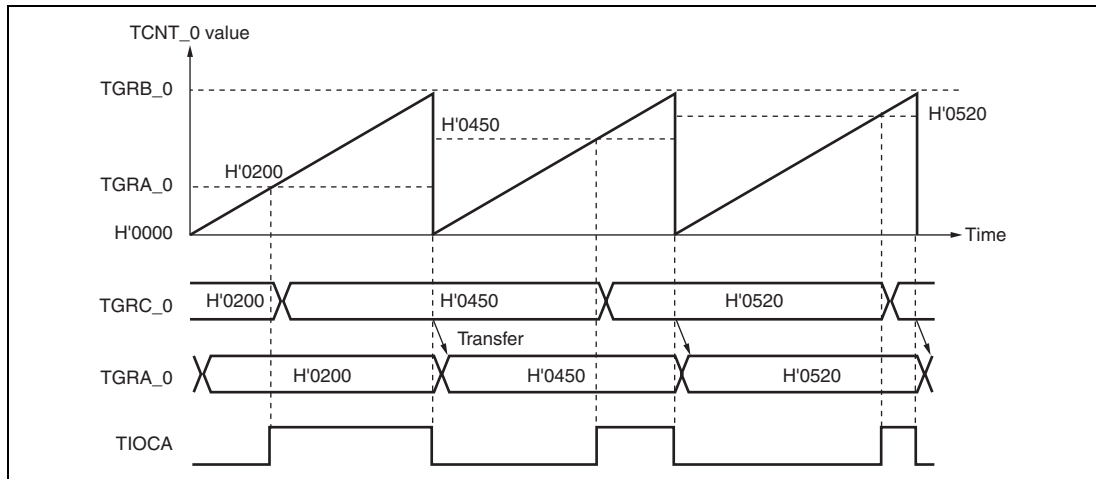 TCNT_0 value
TGRB_0
H'0450
H'0520
H'0200
TGRA_0
H'0000
Time
H'0200
H'0450
H'0520
TGRC_0
Transfer
H'0200
H'0450
H'0520
TGRA_0
TIOCA